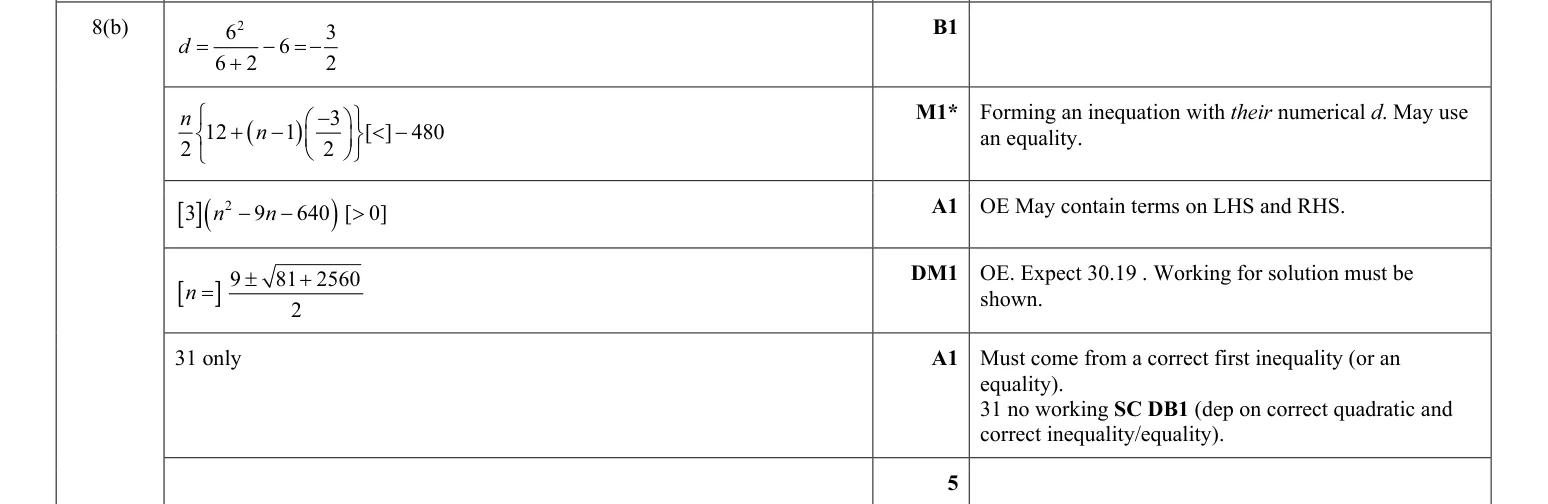 8(b)
d = 6²/(6+2) − 6 = −3/2
B1
n/2{12+(n−1)(−3/2)}[<]−480
M1*
Forming an inequation with their numerical d. May use
an equality.
[3](n² − 9n − 640) [> 0]
A1
OE May contain terms on LHS and RHS.
[n =] (9 ± √(81+2560))/2
DM1
OE. Expect 30.19 . Working for solution must be
shown.
31 only
A1
Must come from a correct first inequality (or an
equality).
31 no working SC DB1 (dep on correct quadratic and
correct inequality/equality).
5